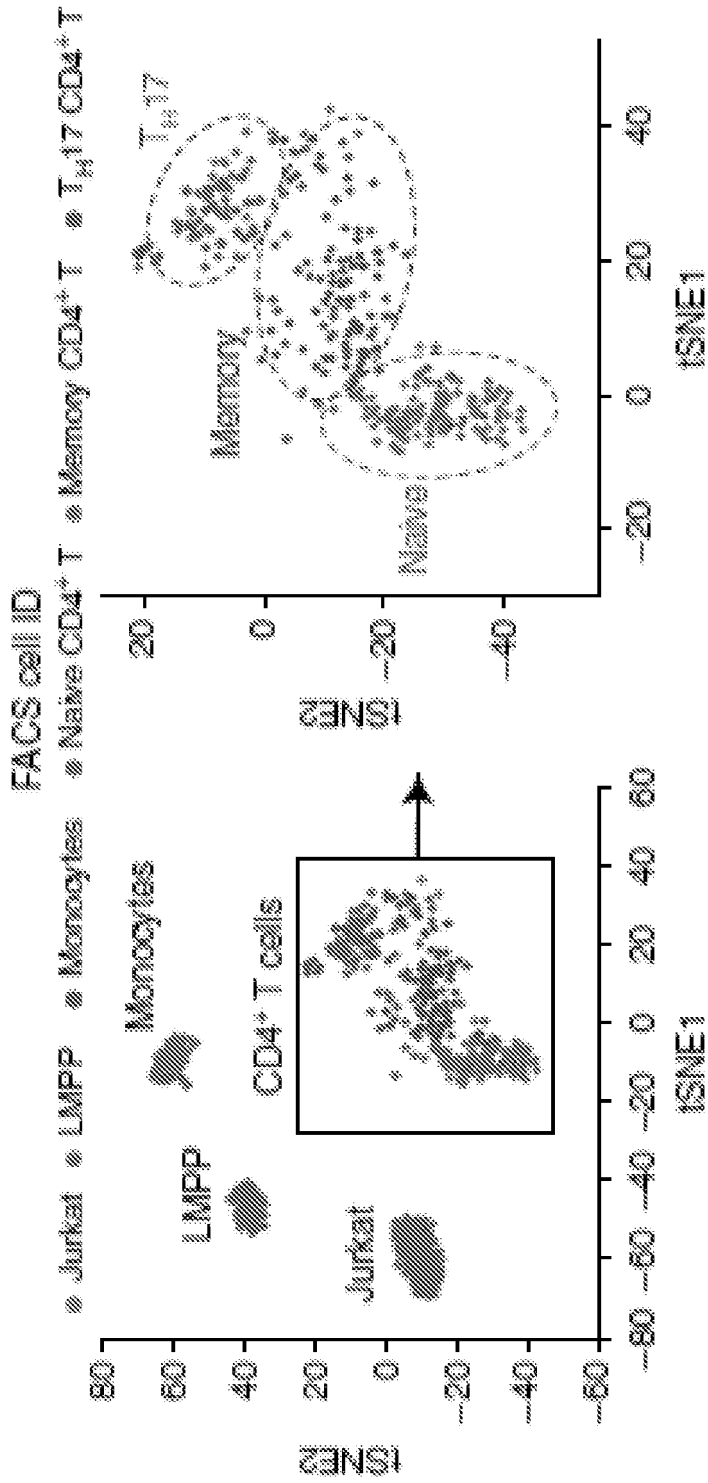 FACS cell ID
Jurkat LMPP Monocytes Naive CD4⁺ T Memory CD4⁺ T T_H17 CD4⁺ T
tSNE2
80
60
40
20
0
–20
–40
–60
–80
–60
–40
–20
0
20
40
60
tSNE1
Monocytes
LMPP
CD4⁺ T cells
Jurkat
tSNE2
20
0
–20
–40
–20
0
20
40
tSNE1
T_H17
Memory
Naive